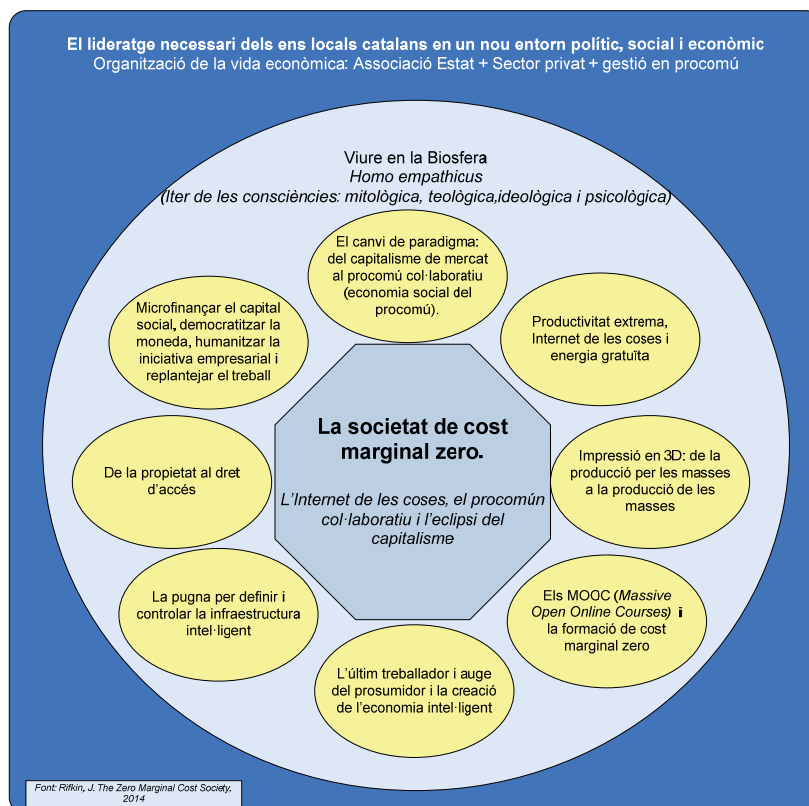 El lideratge necessari dels ens locals catalans en un nou entorn polític, social i econòmic
Organització de la vida econòmica: Associació Estat + Sector privat + gestió en procomú
Viure en la Biosfera
Homo empathicus
(Iter de les consciències: mitològica, teològica,ideològica i psicològica)
El canvi de paradigma:
del capitalisme de mercat
al procomú col·laboratiu
(economia social del
procomú).
Productivitat extrema,
Internet de les coses i
energia gratuïta
Impressió en 3D: de la
producció per les masses
a la producció de les
masses
Els MOOC (Massive
Open Online Courses) i
la formació de cost
marginal zero
L'últim treballador i auge
del prosumidor i la creació
de l'economia intel·ligent
La pugna per definir i
controlar la infraestructura
intel·ligent
De la propietat al dret
d'accés
Microfinançar el capital
social, democratitzar la
moneda, humanitzar la
iniciativa empresarial i
replantejar el treball
La societat de cost
marginal zero.
L'Internet de les coses, el procomún
col·laboratiu i l'eclipsi del
capitalisme
Font: Rifkin, J. The Zero Marginal Cost Society,
2014